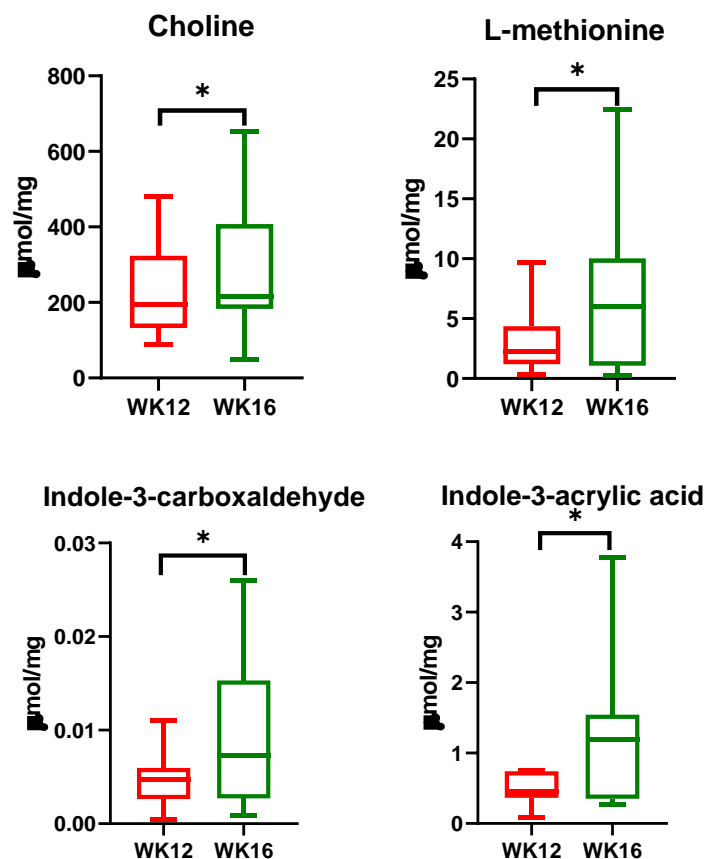 Choline
800
600
400
200
0
mol/mg
*
WK12 WK16
L-methionine
25
20
15
10
5
0
mol/mg
*
WK12 WK16
Indole-3-carboxaldehyde
0.03
0.02
0.01
0.00
mol/mg
*
WK12 WK16
Indole-3-acrylic acid
4
3
2
1
0
mol/mg
*
WK12 WK16